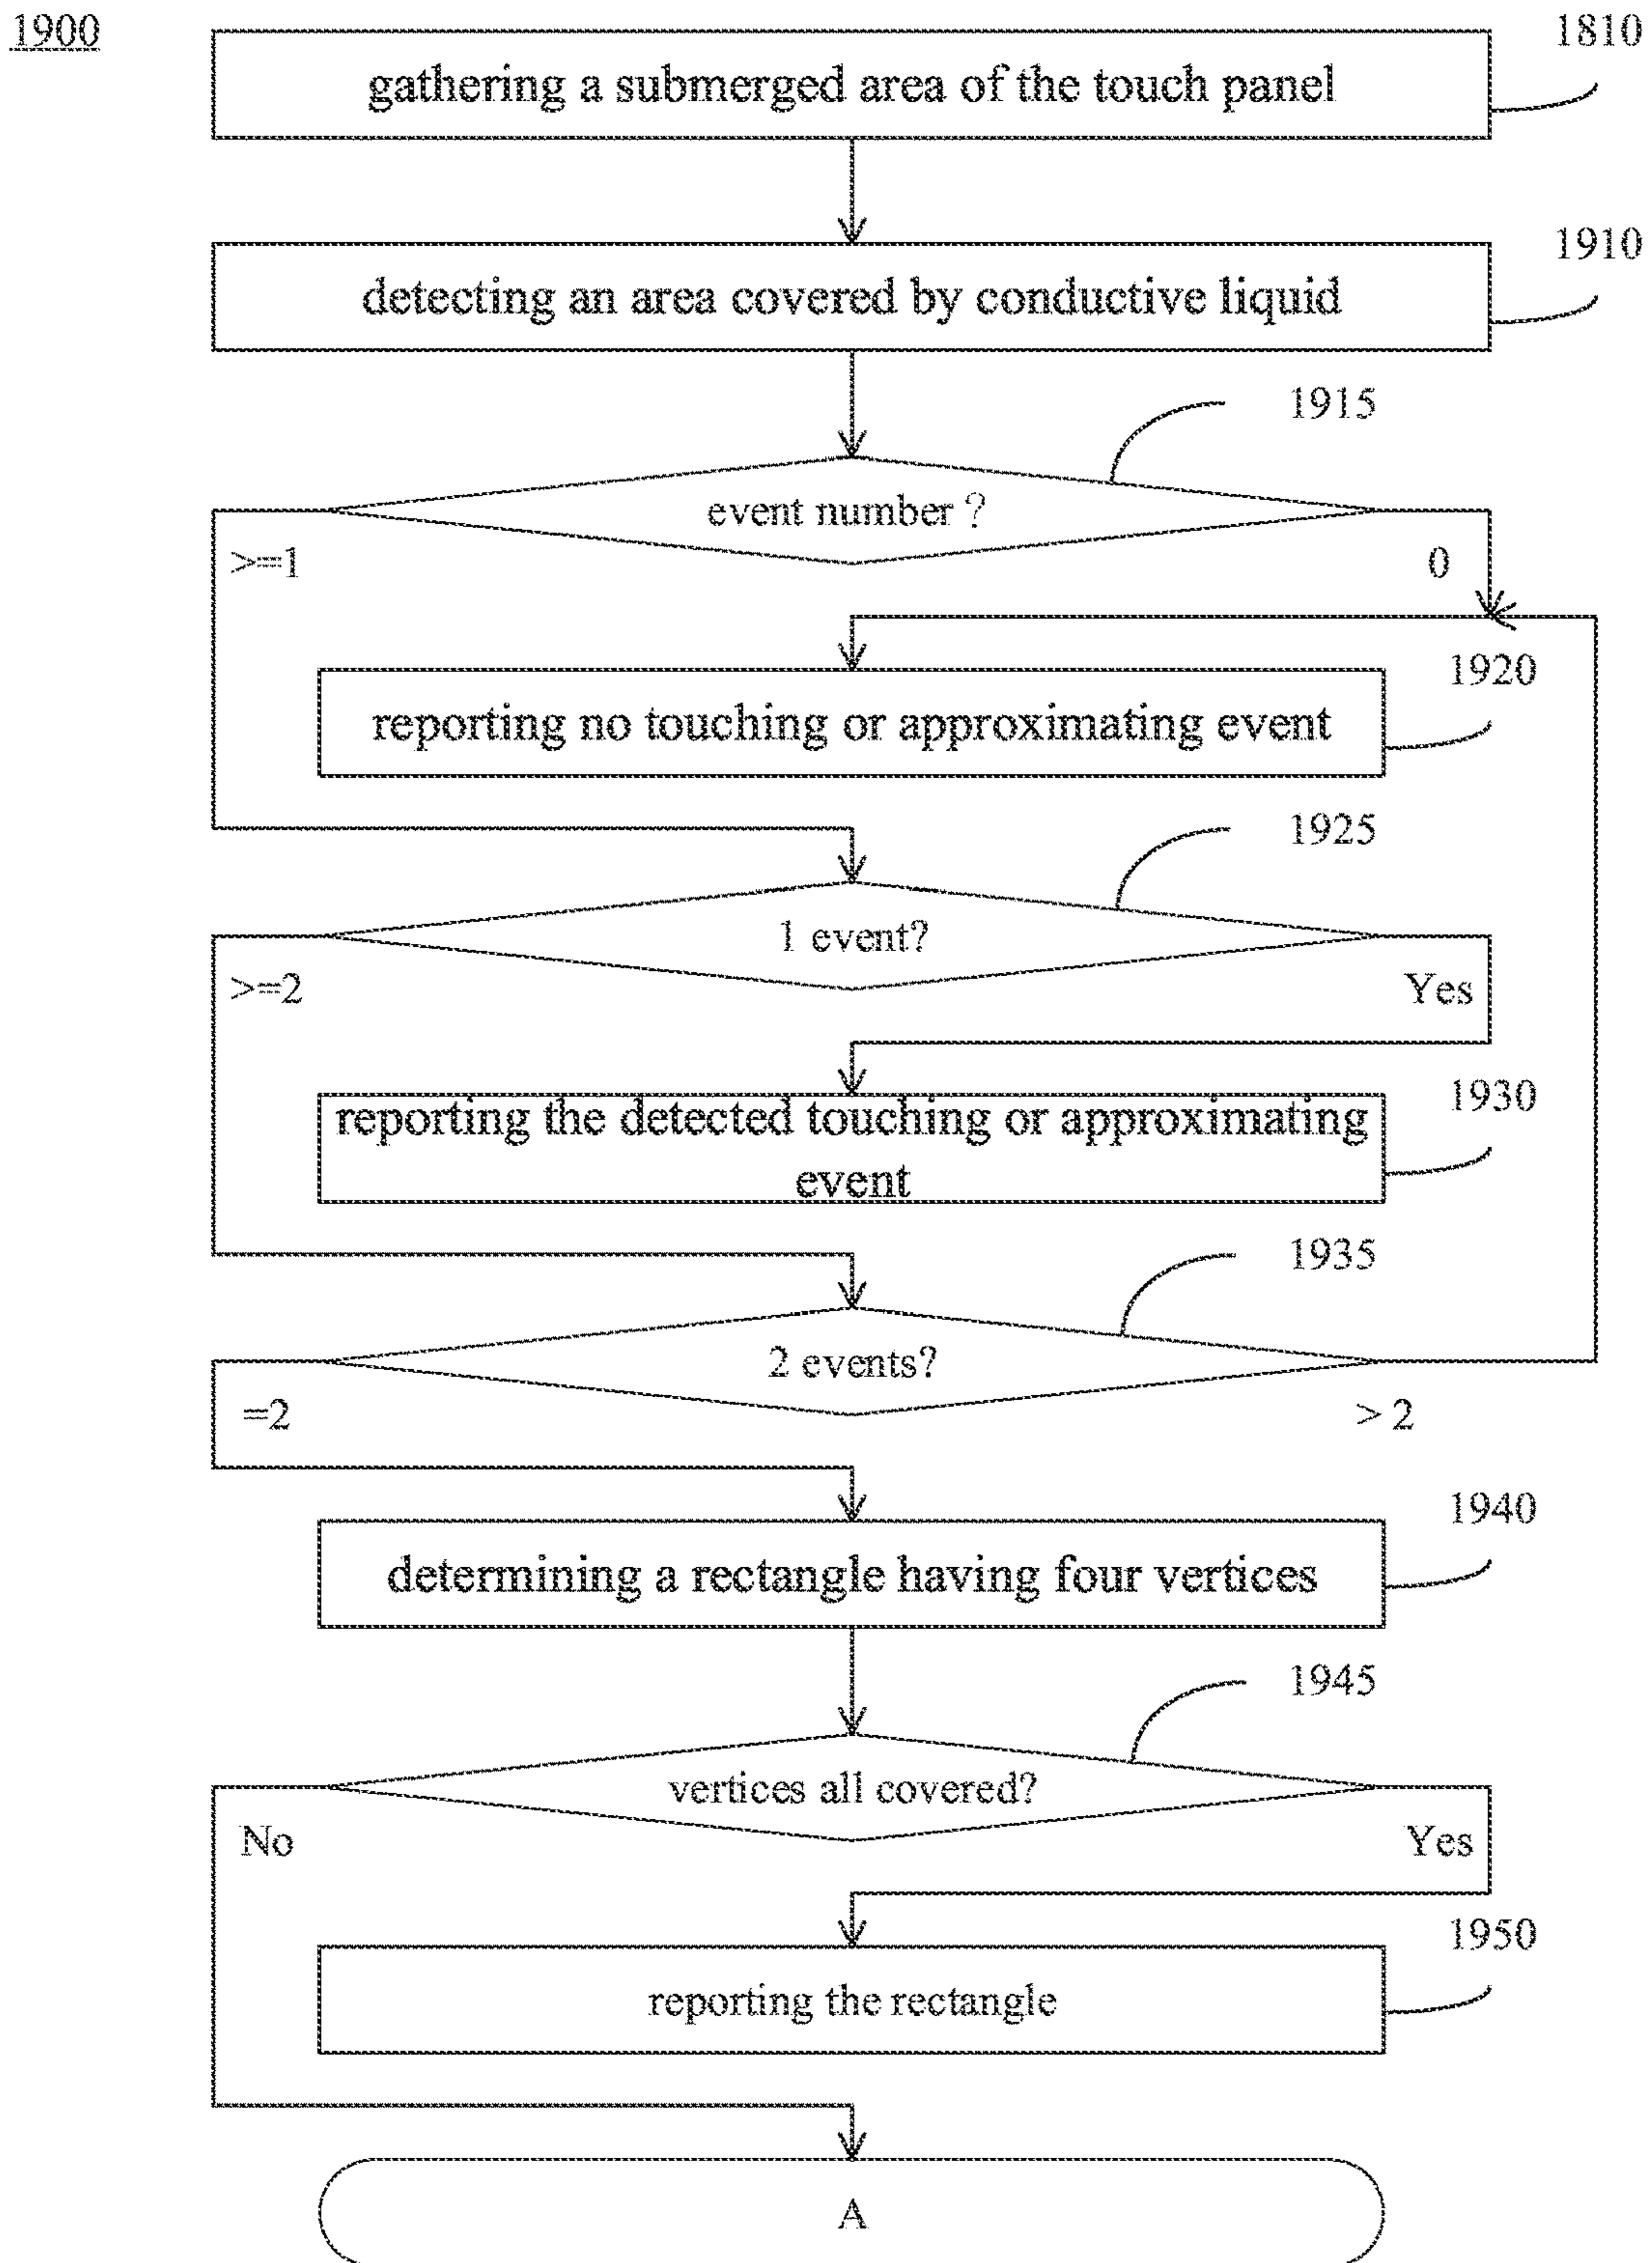 1900
1810
gathering a submerged area of the touch panel
1910
detecting an area covered by conductive liquid
1915
event number ?
>=1
0
1920
reporting no touching or approximating event
1925
1 event?
>=2
Yes
1930
reporting the detected touching or approximating
event
1935
2 events?
=2
> 2
1940
determining a rectangle having four vertices
1945
vertices all covered?
No
Yes
1950
reporting the rectangle
A